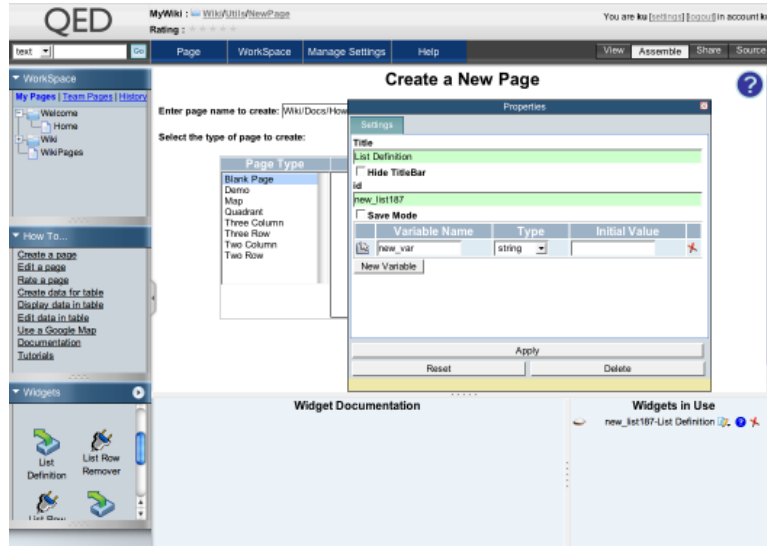 QED
MyWiki : Wiki/Utils/NewPage
Rating :
You are ku [settings] [logout] in account
text
Go
Page WorkSpace Manage Settings Help
View Assemble Share Source
WorkSpace
My Pages | Team Pages | History
Welcome
Home
Wiki
WikiPages
How To...
Create a page
Edit a page
Rate a page
Create data for table
Display data in table
Edit data in table
Use a Google Map
Documentation
Tutorials
Widgets
List Definition
List Row Remover
List Row
Create a New Page
?
Enter page name to create: Wiki/Docs/How
Select the type of page to create:
Page Type
Blank Page
Demo
Map
Quadrant
Three Column
Three Row
Two Column
Two Row
Properties
Settings
Title
List Definition
Hide TitleBar
id
new_list187
Save Mode
Variable Name Type Initial Value
new_var string
New Variable
Apply
Reset Delete
Widget Documentation
Widgets in Use
new_list187-List Definition